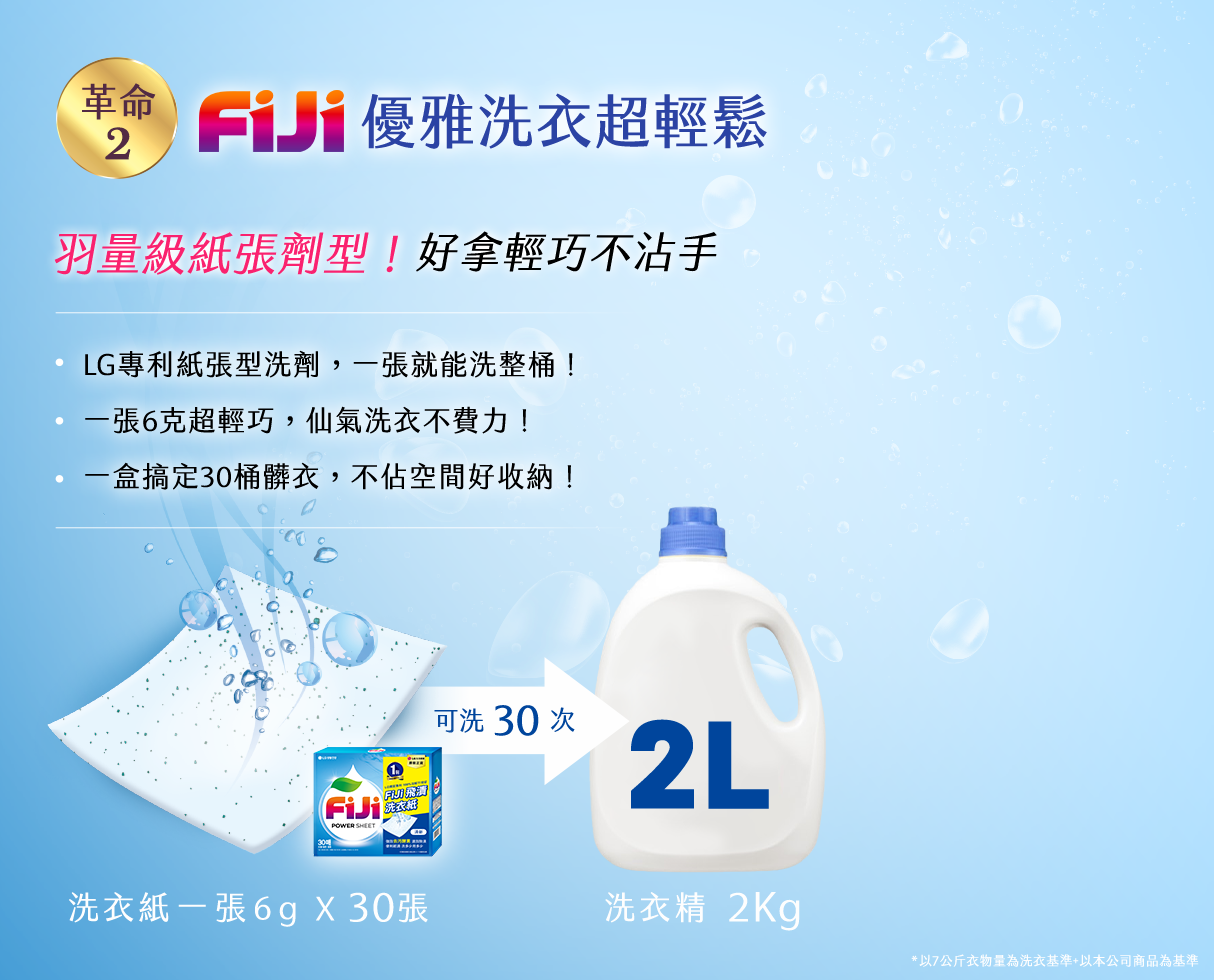 革命
2
FiJi 優雅洗衣超輕鬆
羽量級紙張劑型！好拿輕巧不沾手
• LG專利紙張型洗劑，一張就能洗整桶！
• 一張6克超輕巧，仙氣洗衣不費力！
• 一盒搞定30桶髒衣，不佔空間好收納！
可洗 30 次
2L
FiJi 飛漬
洗衣紙
FiJi
POWER SHEET
洗衣紙一張6g X 30張
洗衣精 2Kg
*以7公斤衣物量為洗衣基準，以本公司商品為基準